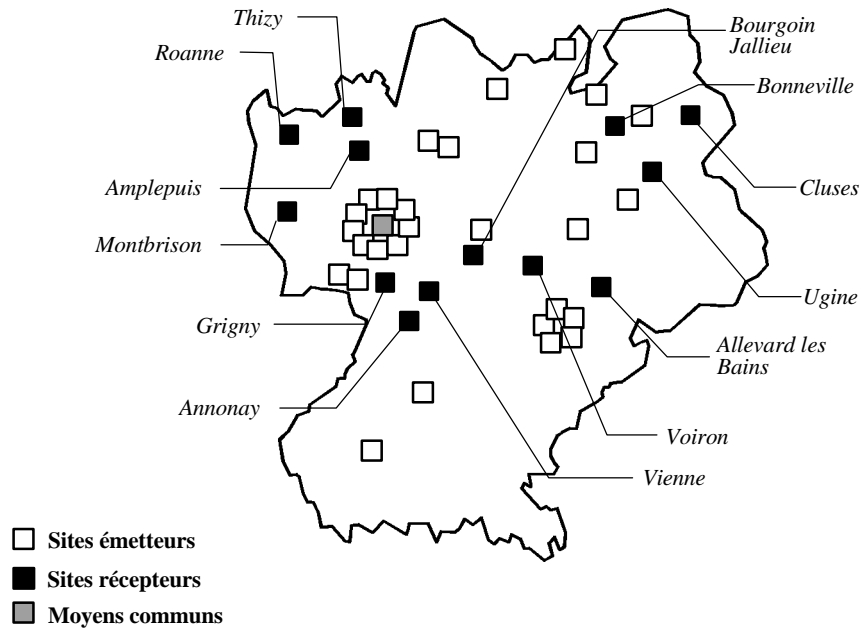 Thizy
Bourgoin
Jallieu
Roanne
Bonneville
Amplepuis
Cluses
Montbrison
Ugine
Grigny
Allevard les
Bains
Annonay
Voiron
Vienne
Sites émetteurs
Sites récepteurs
Moyens communs